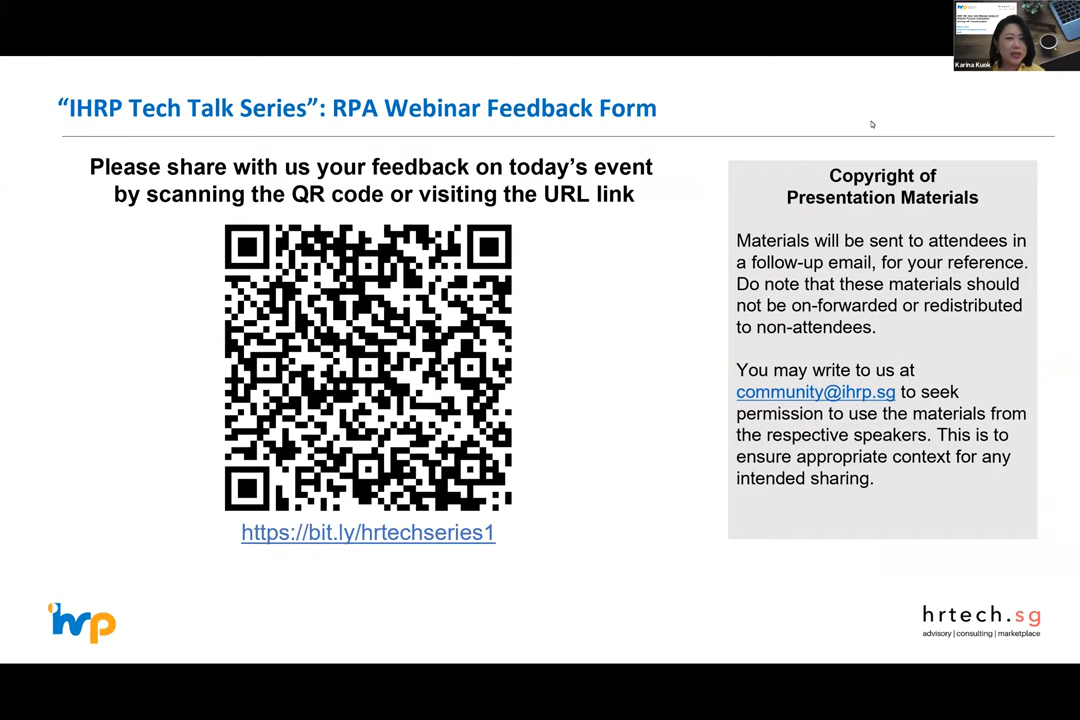 Karina Kuok
“IHRP Tech Talk Series”: RPA Webinar Feedback Form
Please share with us your feedback on today’s event
by scanning the QR code or visiting the URL link
https://bit.ly/hrtechseries1
Copyright of
Presentation Materials
Materials will be sent to attendees in
a follow-up email, for your reference.
Do note that these materials should
not be on-forwarded or redistributed
to non-attendees.
You may write to us at
community@ihrp.sg to seek
permission to use the materials from
the respective speakers. This is to
ensure appropriate context for any
intended sharing.
ihrp
hrtech.sg
advisory | consulting | marketplace